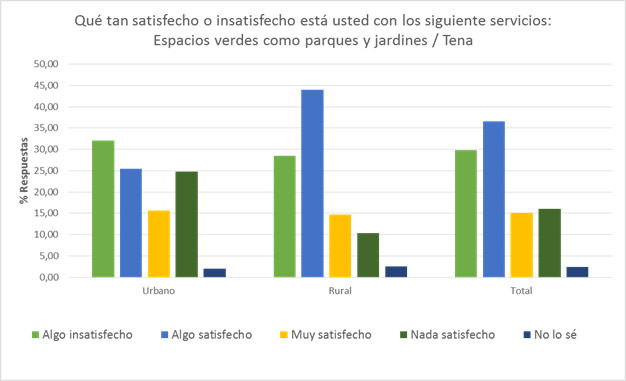 Qué tan satisfecho o insatisfecho está usted con los siguiente servicios:
Espacios verdes como parques y jardines / Tena
50,00
45,00
40,00
35,00
30,00
25,00
20,00
15,00
10,00
5,00
0,00
% Respuestas
Urbano Rural Total
Algo insatisfecho Algo satisfecho Muy satisfecho Nada satisfecho No lo sé